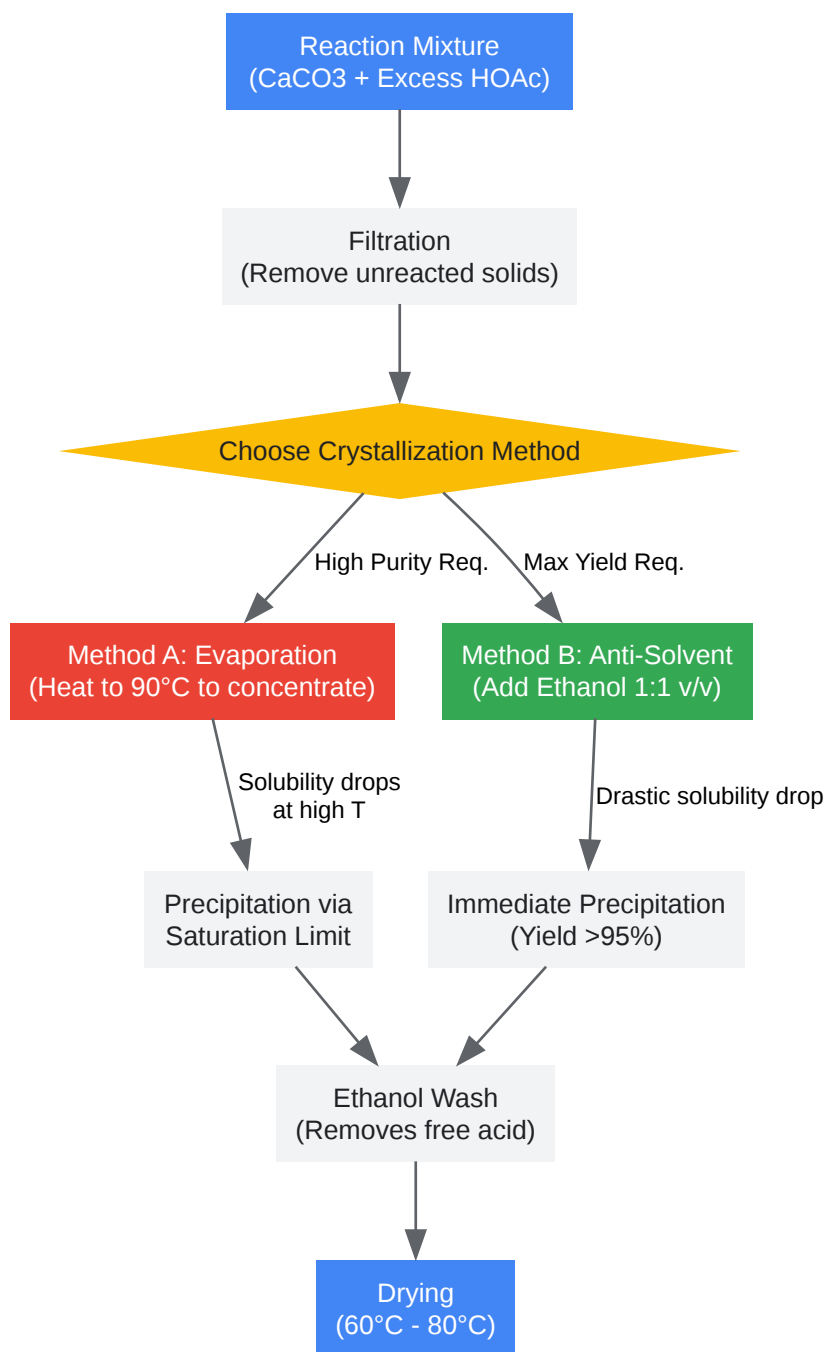 Reaction Mixture
(CaCO3 + Excess HOAc)
Filtration
(Remove unreacted solids)
Choose Crystallization Method
High Purity Req.
Max Yield Req.
Method A: Evaporation
(Heat to 90°C to concentrate)
Method B: Anti-Solvent
(Add Ethanol 1:1 v/v)
Solubility drops
at high T
Drastic solubility drop
Precipitation via
Saturation Limit
Immediate Precipitation
(Yield >95%)
Ethanol Wash
(Removes free acid)
Drying
(60°C - 80°C)